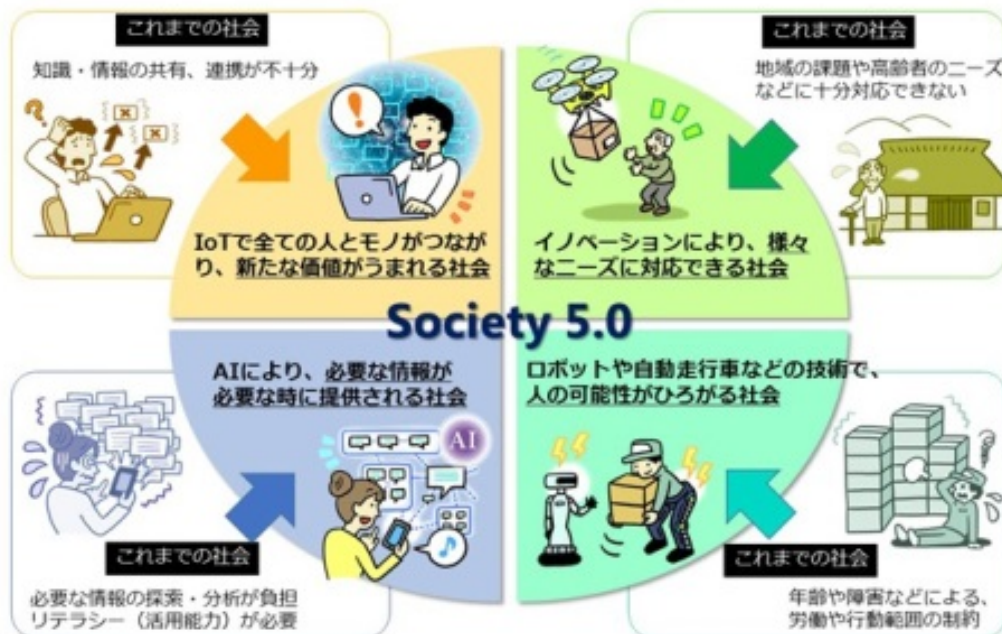 これまでの社会
知識・情報の共有、連携が不十分
IoTで全ての人とモノがつなが
り、新たな価値がうまれる社会
これまでの社会
地域の課題や高齢者のニーズ
などに十分対応できない
イノベーションにより、様々
なニーズに対応できる社会
Society 5.0
AIにより、必要な情報が
必要な時に提供される社会
AI
これまでの社会
必要な情報の探索・分析が負担
リテラシー（活用能力）が必要
ロボットや自動走行車などの技術で、
人の可能性がひろがる社会
これまでの社会
年齢や障害などによる、
労働や行動範囲の制約